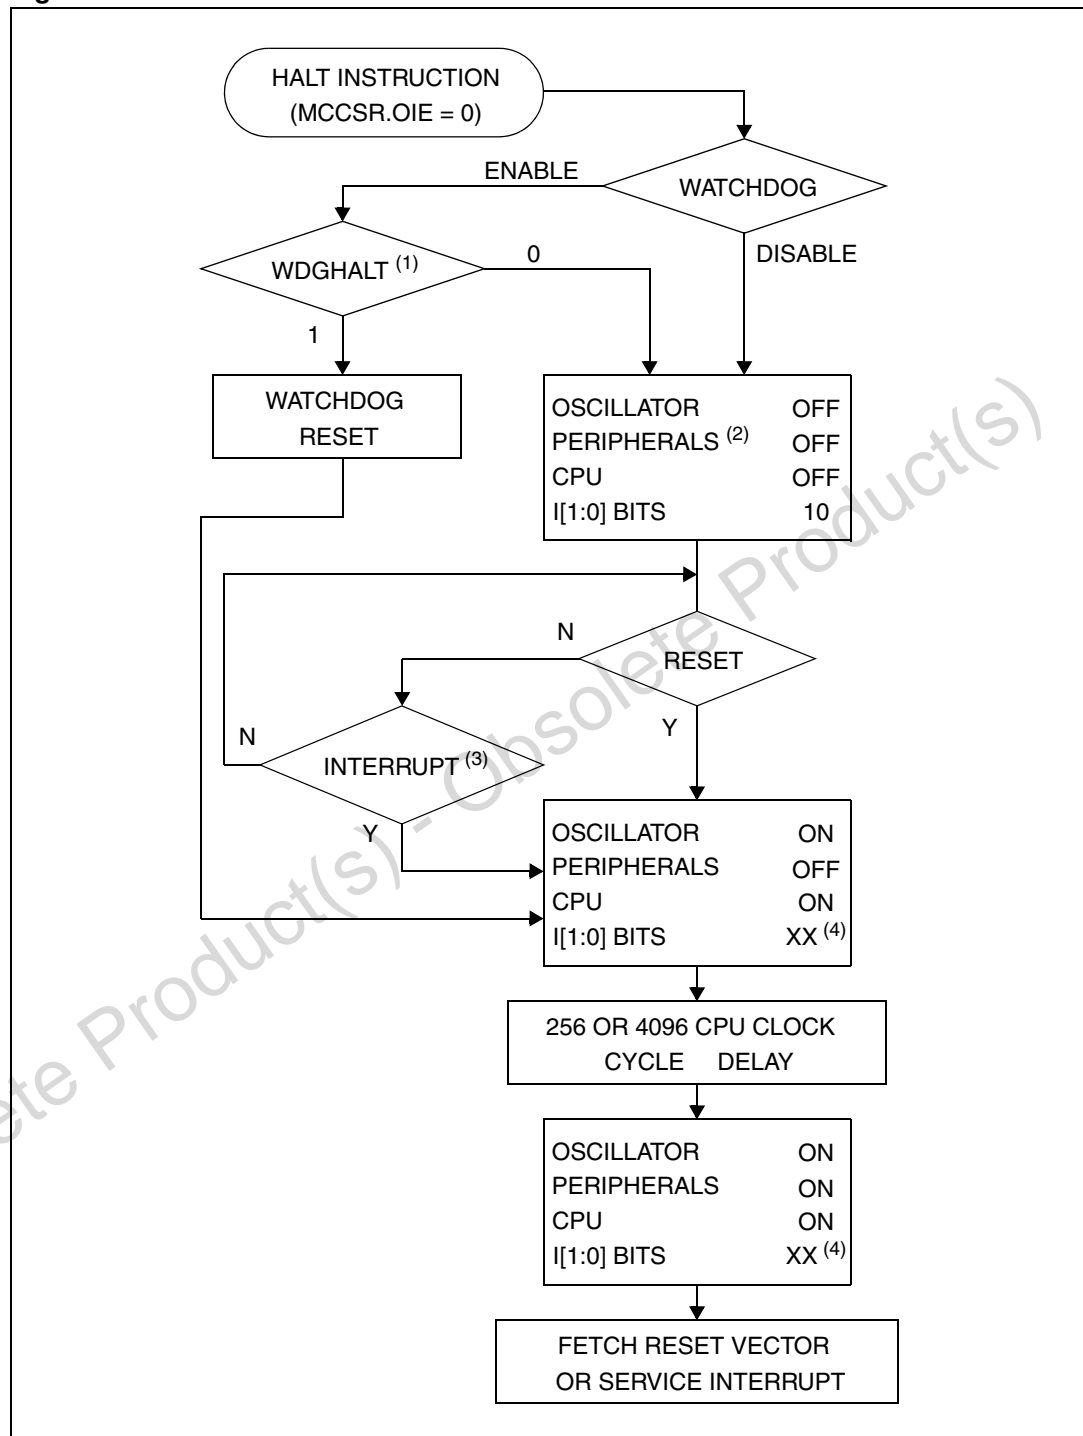 HALT INSTRUCTION
(MCCSR.OIE = 0)
ENABLE
WATCHDOG
WDGHALT (1)
0
DISABLE
1
WATCHDOG
RESET
OSCILLATOR OFF
PERIPHERALS (2) OFF
CPU OFF
I[1:0] BITS 10
N
RESET
Y
N
INTERRUPT (3)
Y
OSCILLATOR ON
PERIPHERALS OFF
CPU ON
I[1:0] BITS XX (4)
256 OR 4096 CPU CLOCK
CYCLE DELAY
OSCILLATOR ON
PERIPHERALS ON
CPU ON
I[1:0] BITS XX (4)
FETCH RESET VECTOR
OR SERVICE INTERRUPT
ete Product(s) - Obsolete Product(s)